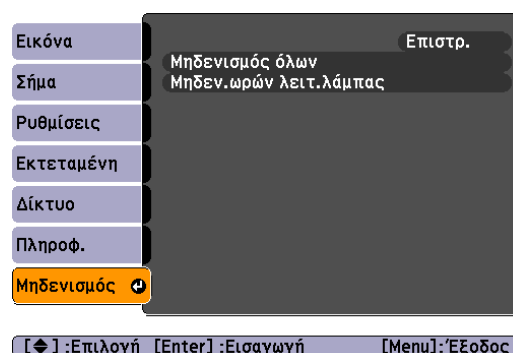 Εικόνα
Σήμα
Ρυθμίσεις
Εκτεταμένη
Δίκτυο
Πληροφ.
Μηδενισμός
Επιστρ.
Μηδενισμός όλων
Μηδεν.ωρών λειτ.λάμπας
[◆] :Επιλογή [Enter] :Εισαγωγή [Menu]:Έξοδος